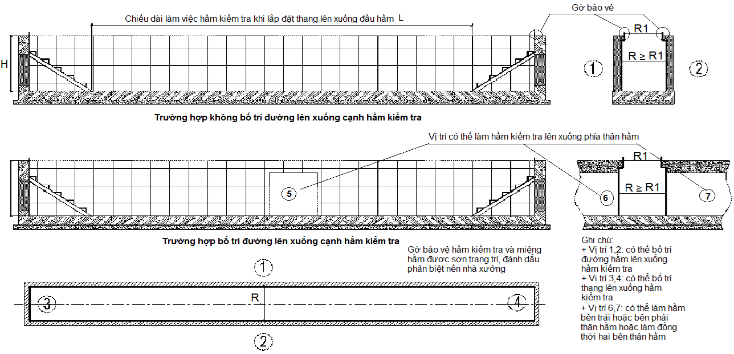 Chiều dài làm việc hầm kiểm tra khi lắp đặt thang lên xuống đầu hầm L
Gờ bảo vệ
R1
H
R ≥ R1
1
2
Trường hợp không bố trí đường lên xuống cạnh hầm kiểm tra
Vị trí có thể làm hầm kiểm tra lên xuống phía thân hầm
R1
5
6
R ≥ R1
7
Trường hợp bố trí đường lên xuống cạnh hầm kiểm tra
Gờ bảo vệ hầm kiểm tra và miệng
hầm được sơn trang trí, đánh dấu
phân biệt nền nhà xưởng
Ghi chú:
+ Vị trí 1,2: có thể bố trí
đường hầm lên xuống
hầm kiểm tra
+ Vị trí 3,4: có thể bố trí
thang lên xuống hầm
kiểm tra
+ Vị trí 6,7: có thể làm hầm
bên trái hoặc bên phải
thân hầm hoặc làm đồng
thời hai bên thân hầm
1
3
R
4
2